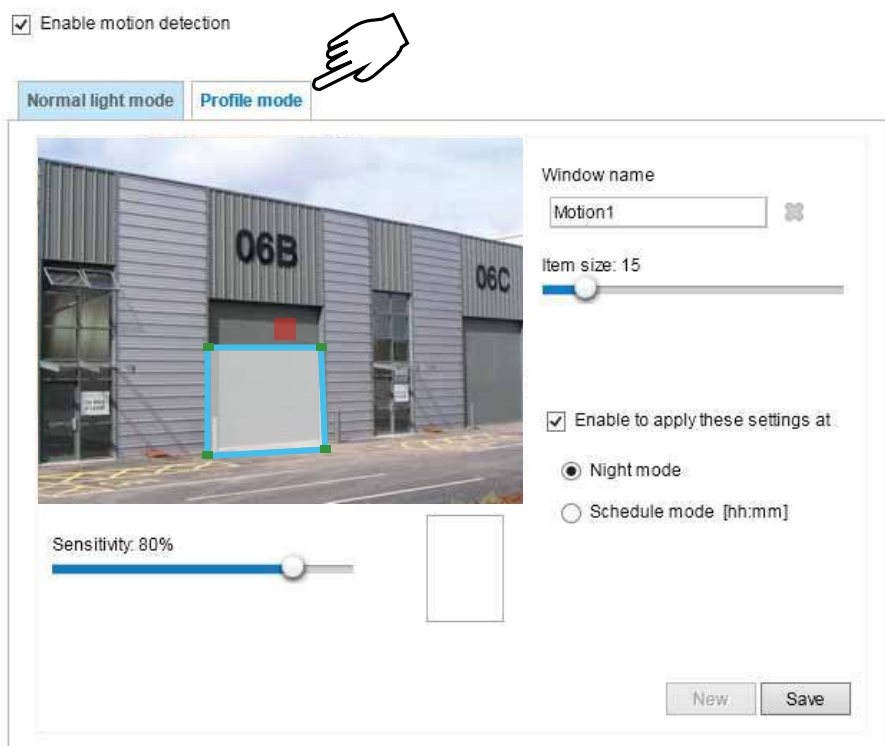 Enable motion detection
Normal light mode
Profile mode
Window name
Motion1
Item size: 15
06B
06C
Enable to apply these settings at
Night mode
Schedule mode [hh:mm]
Sensitivity: 80%
New
Save